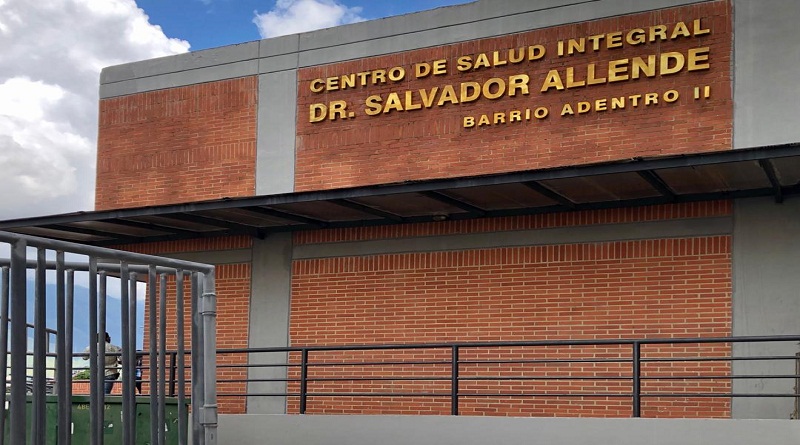 CENTRO DE SALUD INTEGRAL
DR. SALVADOR ALLENDE
BARRIO ADENTRO II